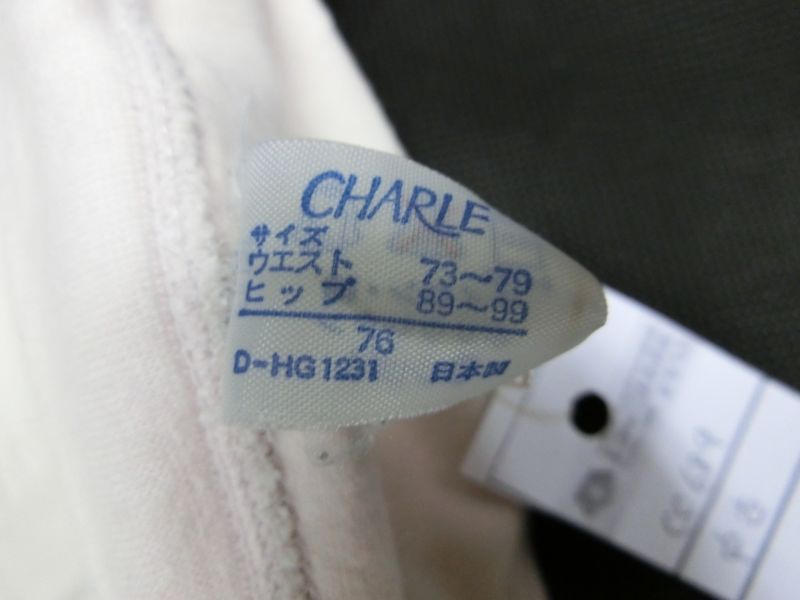 CHARLE
サイズ
ウエスト 73〜79
ヒップ 89〜99
76
D-HG1231 日本製